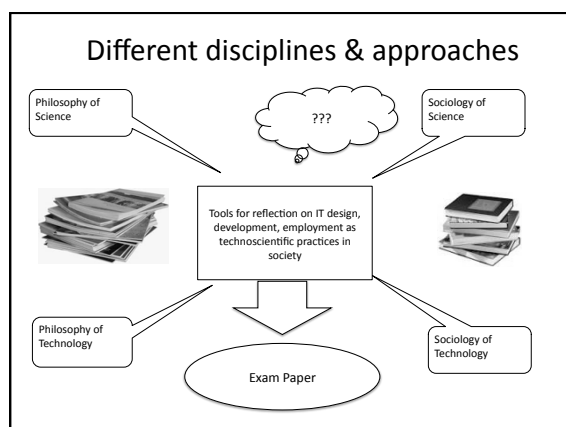 Different disciplines & approaches
Philosophy of
Science
???
Sociology of
Science
Tools for reflection on IT design,
development, employment as
technoscientific practices in
society
Philosophy of
Technology
Sociology of
Technology
Exam Paper